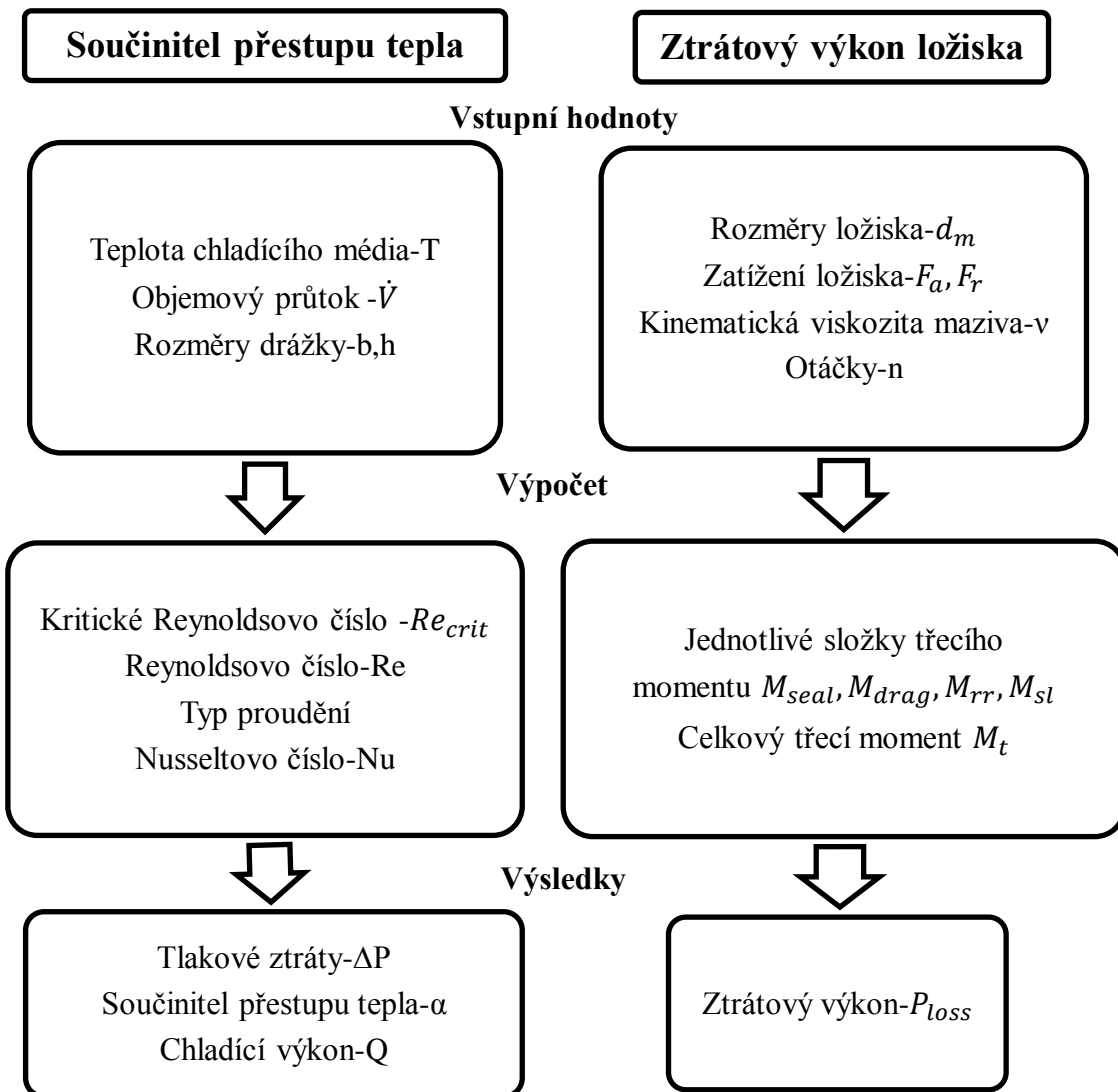 Součinitel přestupu tepla
Ztrátový výkon ložiska
Vstupní hodnoty
Teplota chladícího média-T
Objemový průtok -V̇
Rozměry drážky-b,h
Rozměry ložiska-d_m
Zatížení ložiska-F_a, F_r
Kinematická viskozita maziva-ν
Otáčky-n
Výpočet
Kritické Reynoldsovo číslo -Re_crit
Reynoldsovo číslo-Re
Typ proudění
Nusseltovo číslo-Nu
Jednotlivé složky třecího
momentu M_seal, M_drag, M_rr, M_sl
Celkový třecí moment M_t
Výsledky
Tlakové ztráty-ΔP
Součinitel přestupu tepla-α
Chladící výkon-Q
Ztrátový výkon-P_loss